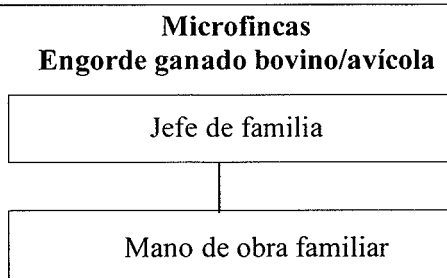 Microfincas
Engorde ganado bovino/avícola
Jefe de familia
Mano de obra familiar